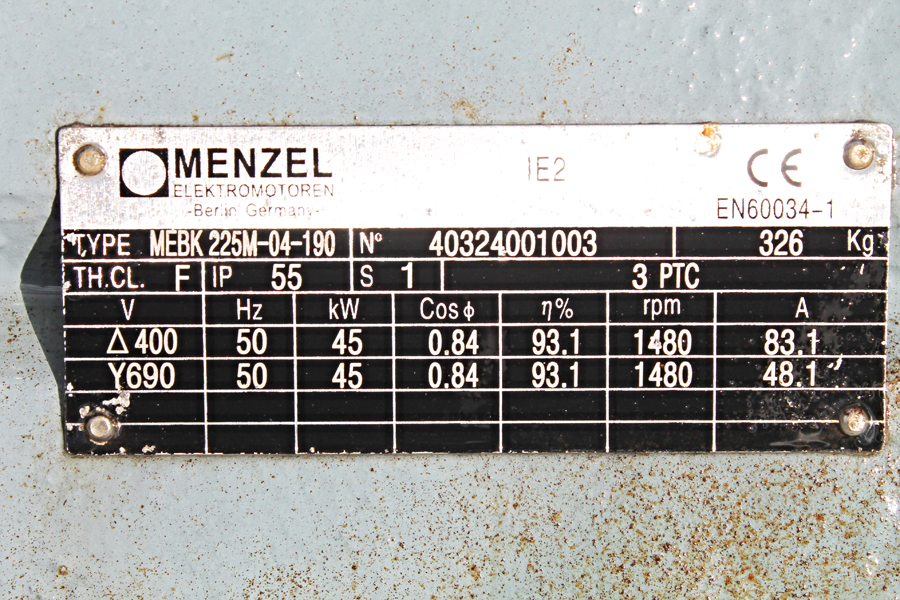 MENZEL
ELEKTROMOTOREN
-Berlin Germany-
IE2
CE
EN60034-1
TYPE MEBK 225M-04-190 Nº 40324001003 326 Kg
TH.CL. F IP 55 S 1 3 PTC
V Hz kW Cosϕ η% rpm A
Δ400 50 45 0.84 93.1 1480 83.1
Y690 50 45 0.84 93.1 1480 48.1